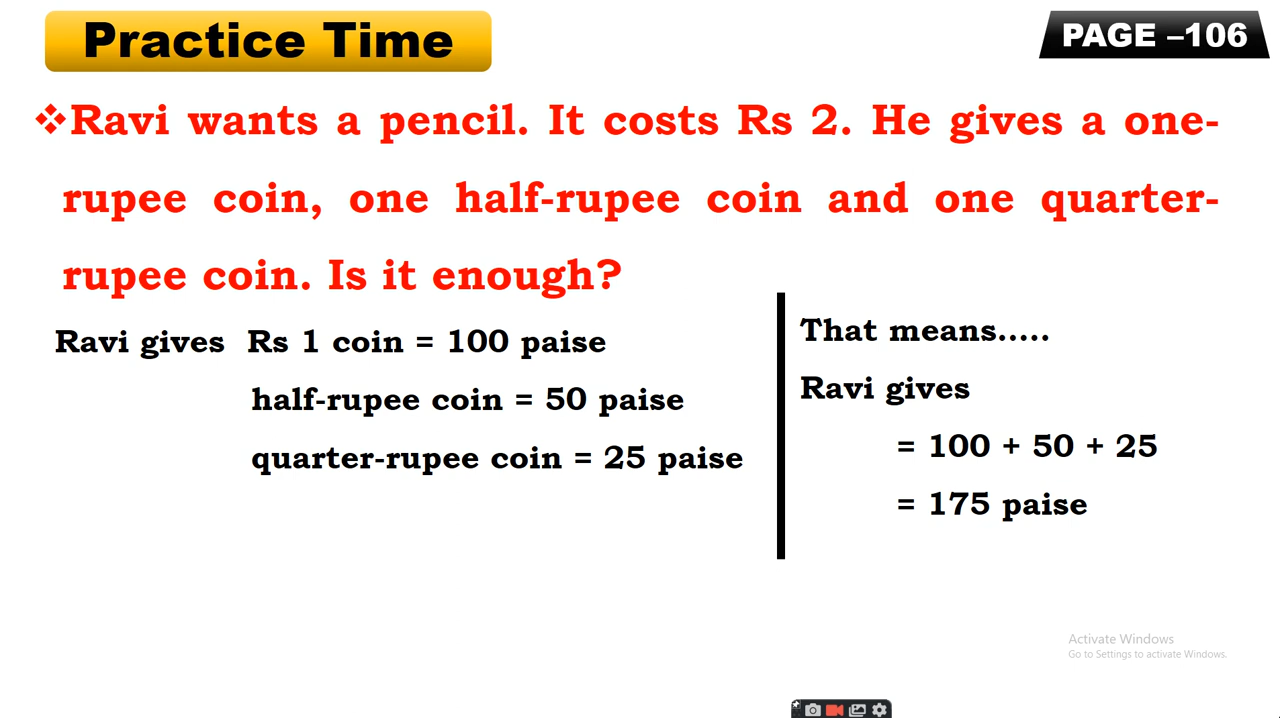 Practice Time
PAGE –106
❖Ravi wants a pencil. It costs Rs 2. He gives a one-
rupee coin, one half-rupee coin and one quarter-
rupee coin. Is it enough?
Ravi gives Rs 1 coin = 100 paise
half-rupee coin = 50 paise
quarter-rupee coin = 25 paise
That means.....
Ravi gives
= 100 + 50 + 25
= 175 paise
Activate Windows
Go to Settings to activate Windows.